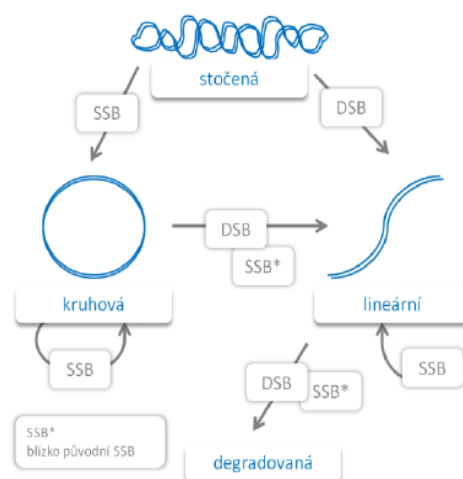 stočená
SSB
DSB
DSB
SSB*
kruhová
lineární
SSB
SSB
DSB
SSB*
SSB*
blízko původní SSB
degradovaná